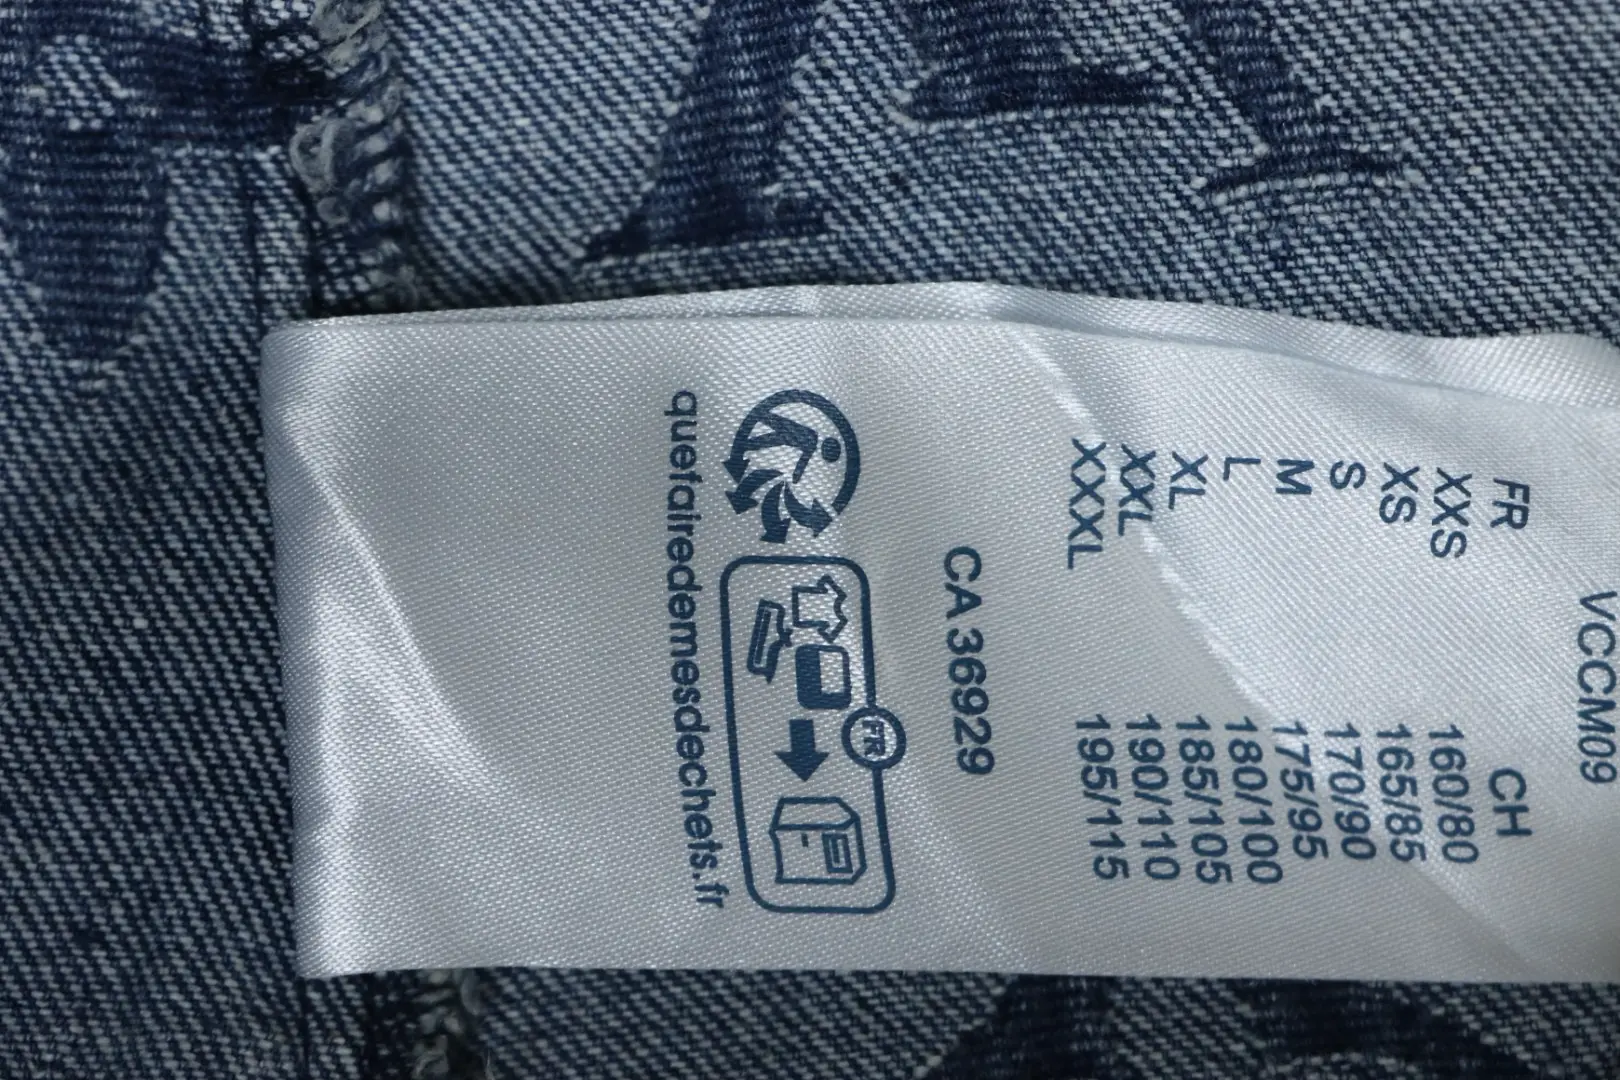 VCCM09
FR CH
XXS 160/80
XS 165/85
S 170/90
M 175/95
L 180/100
XL 185/105
XXL 190/110
XXXL 195/115
CA 36929
FR
quefairedemesdechets.fr